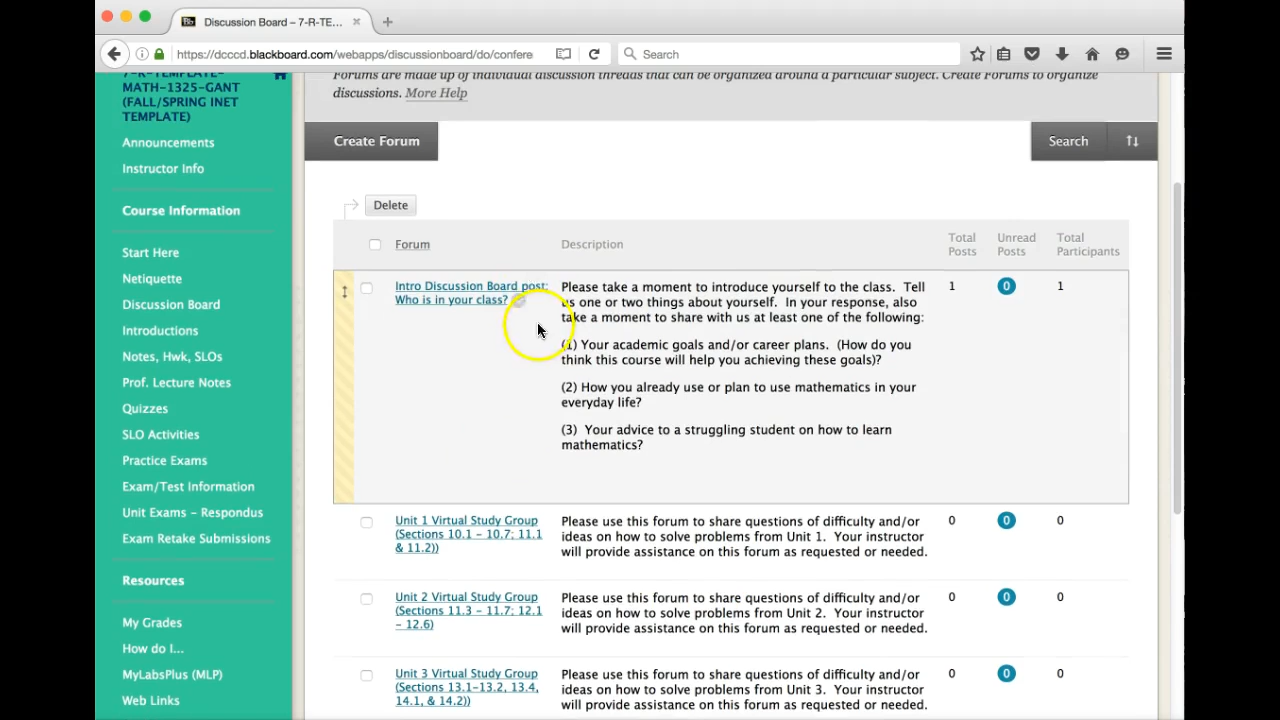 Discussion Board – 7-R-TE...
https://dcccd.blackboard.com/webapps/discussionboard/do/confere
Search
7-R-TEMPLATE-
MATH-1325-GANT
(FALL/SPRING INET
TEMPLATE)
Announcements
Instructor Info
Course Information
Start Here
Netiquette
Discussion Board
Introductions
Notes, Hwk, SLOs
Prof. Lecture Notes
Quizzes
SLO Activities
Practice Exams
Exam/Test Information
Unit Exams – Respondus
Exam Retake Submissions
Resources
My Grades
How do I...
MyLabsPlus (MLP)
Web Links
Forums are made up of individual discussion threads that can be organized around a particular subject. Create Forums to organize
discussions. More Help
Create Forum
Search
Delete
Forum
Description
Total
Posts
Unread
Posts
Total
Participants
Intro Discussion Board post:
Who is in your class?
Please take a moment to introduce yourself to the class. Tell
us one or two things about yourself. In your response, also
take a moment to share with us at least one of the following:
(1) Your academic goals and/or career plans. (How do you
think this course will help you achieving these goals)?
(2) How you already use or plan to use mathematics in your
everyday life?
(3) Your advice to a struggling student on how to learn
mathematics?
1
0
1
Unit 1 Virtual Study Group
(Sections 10.1 – 10.7; 11.1
& 11.2))
Please use this forum to share questions of difficulty and/or
ideas on how to solve problems from Unit 1. Your instructor
will provide assistance on this forum as requested or needed.
0
0
0
Unit 2 Virtual Study Group
(Sections 11.3 – 11.7; 12.1
– 12.6)
Please use this forum to share questions of difficulty and/or
ideas on how to solve problems from Unit 2. Your instructor
will provide assistance on this forum as requested or needed.
0
0
0
Unit 3 Virtual Study Group
(Sections 13.1–13.2, 13.4,
14.1, & 14.2))
Please use this forum to share questions of difficulty and/or
ideas on how to solve problems from Unit 3. Your instructor
will provide assistance on this forum as requested or needed.
0
0
0